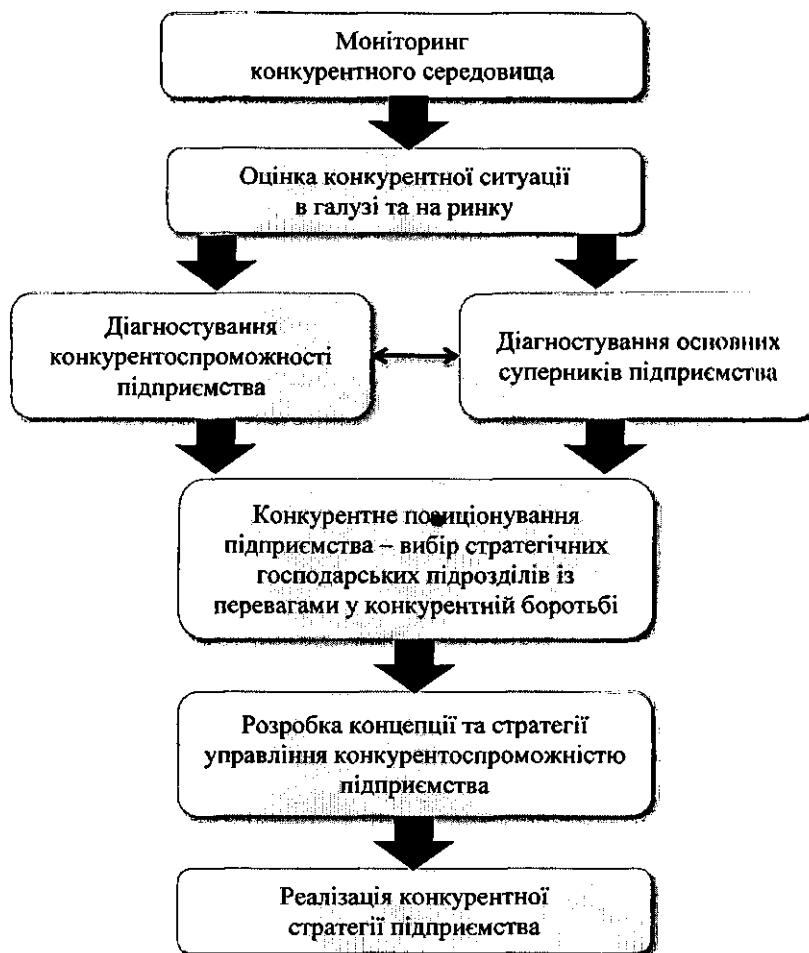 Моніторинг
конкурентного середовища
Оцінка конкурентної ситуації
в галузі та на ринку
Діагностування
конкурентоспроможності
підприємства
Діагностування основних
суперників підприємства
Конкурентне позиціонування
підприємства – вибір стратегічних
господарських підрозділів із
перевагами у конкурентній боротьбі
Розробка концепції та стратегії
управління конкурентоспроможністю
підприємства
Реалізація конкурентної
стратегії підприємства